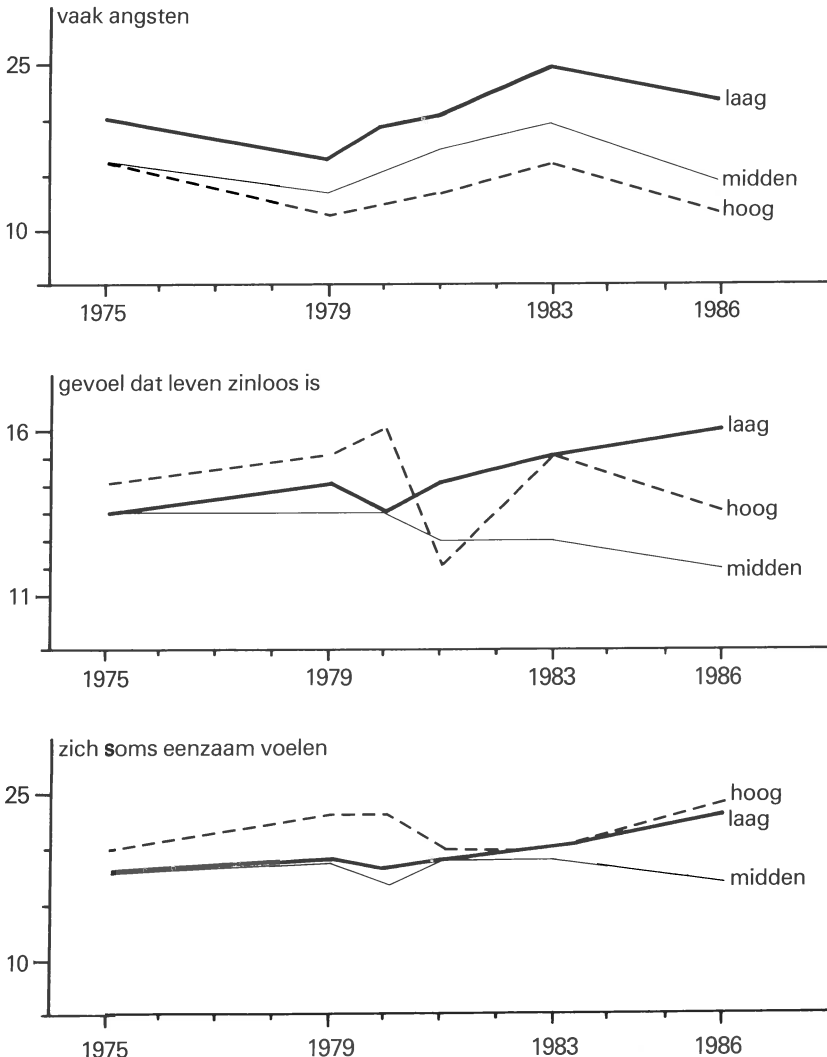 vaak angsten
25
laag
midden
hoog
10
1975 1979 1983 1986
gevoel dat leven zinloos is
16
laag
hoog
midden
11
1975 1979 1983 1986
zich soms eenzaam voelen
25
hoog
laag
midden
10
1975 1979 1983 1986